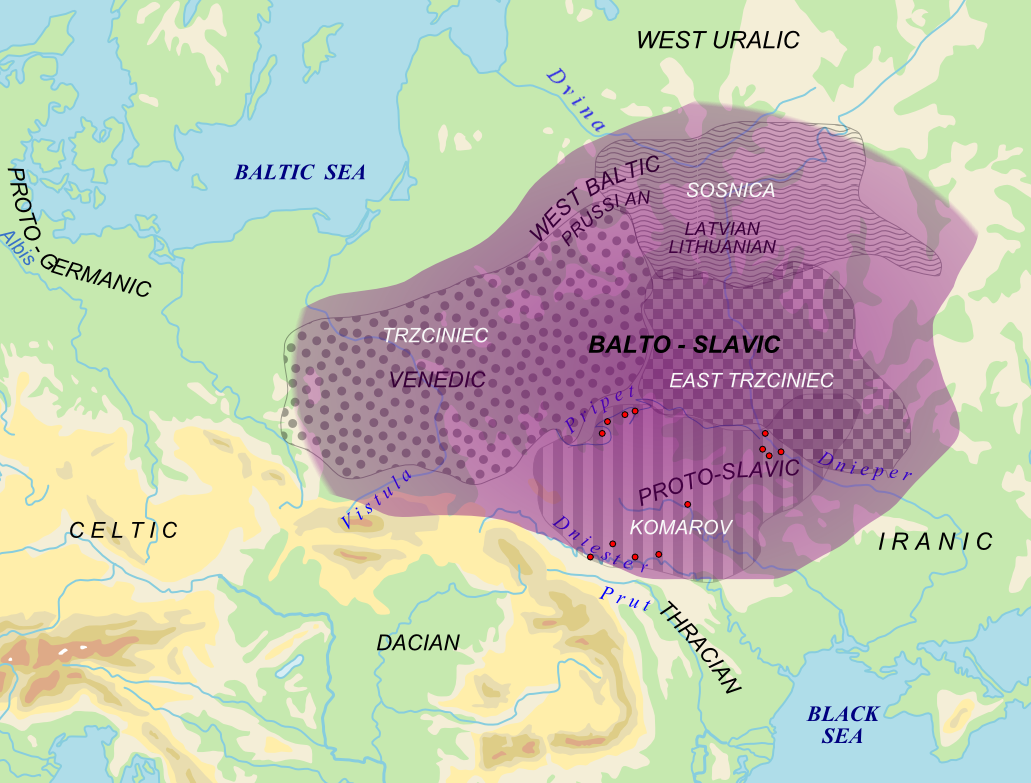 WEST URALIC
Dvina
BALTIC SEA
WEST BALTIC
PRUSSIAN
SOSNICA
LATVIAN
LITHUANIAN
PROTO - GERMANIC
Albis
TRZCINIEC
VENEDIC
BALTO - SLAVIC
EAST TRZCINIEC
Pripet
PROTO-SLAVIC
Dnieper
Vistula
KOMAROV
CELTIC
Dniester
IRANIC
Prut
THRACIAN
DACIAN
BLACK
SEA